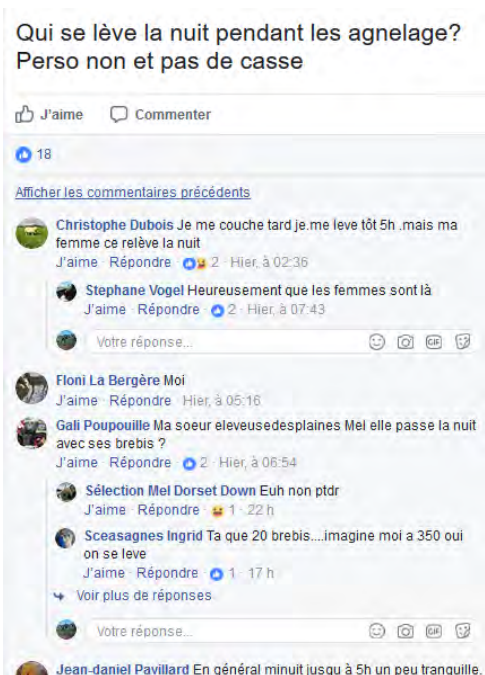 Qui se lève la nuit pendant les agnelage?
Perso non et pas de casse
J'aime Commenter
18
Afficher les commentaires précédents
Christophe Dubois Je me couche tard je.me leve tôt 5h .mais ma
femme ce relève la nuit
J'aime · Répondre · 2 · Hier, à 02:36
Stephane Vogel Heureusement que les femmes sont là
J'aime · Répondre · 2 · Hier, à 07:43
Votre réponse... GIF
Floni La Bergère Moi
J'aime · Répondre · Hier, à 05:16
Gali Poupouille Ma soeur eleveusedesplaines Mel elle passe la nuit
avec ses brebis ?
J'aime · Répondre · 2 · Hier, à 06:54
Sélection Mel Dorset Down Euh non ptdr
J'aime · Répondre · 1 · 22 h
Sceasagnes Ingrid Ta que 20 brebis....imagine moi a 350 oui
on se leve
J'aime · Répondre · 1 · 17 h
Voir plus de réponses
Votre réponse... GIF
Jean-daniel Pavillard En général minuit jusqu à 5h un peu tranquille.